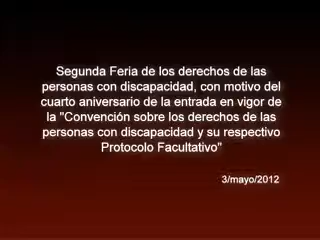 Segunda Feria de los derechos de las
personas con discapacidad, con motivo del
cuarto aniversario de la entrada en vigor de
la "Convención sobre los derechos de las
personas con discapacidad y su respectivo
Protocolo Facultativo"
3/mayo/2012